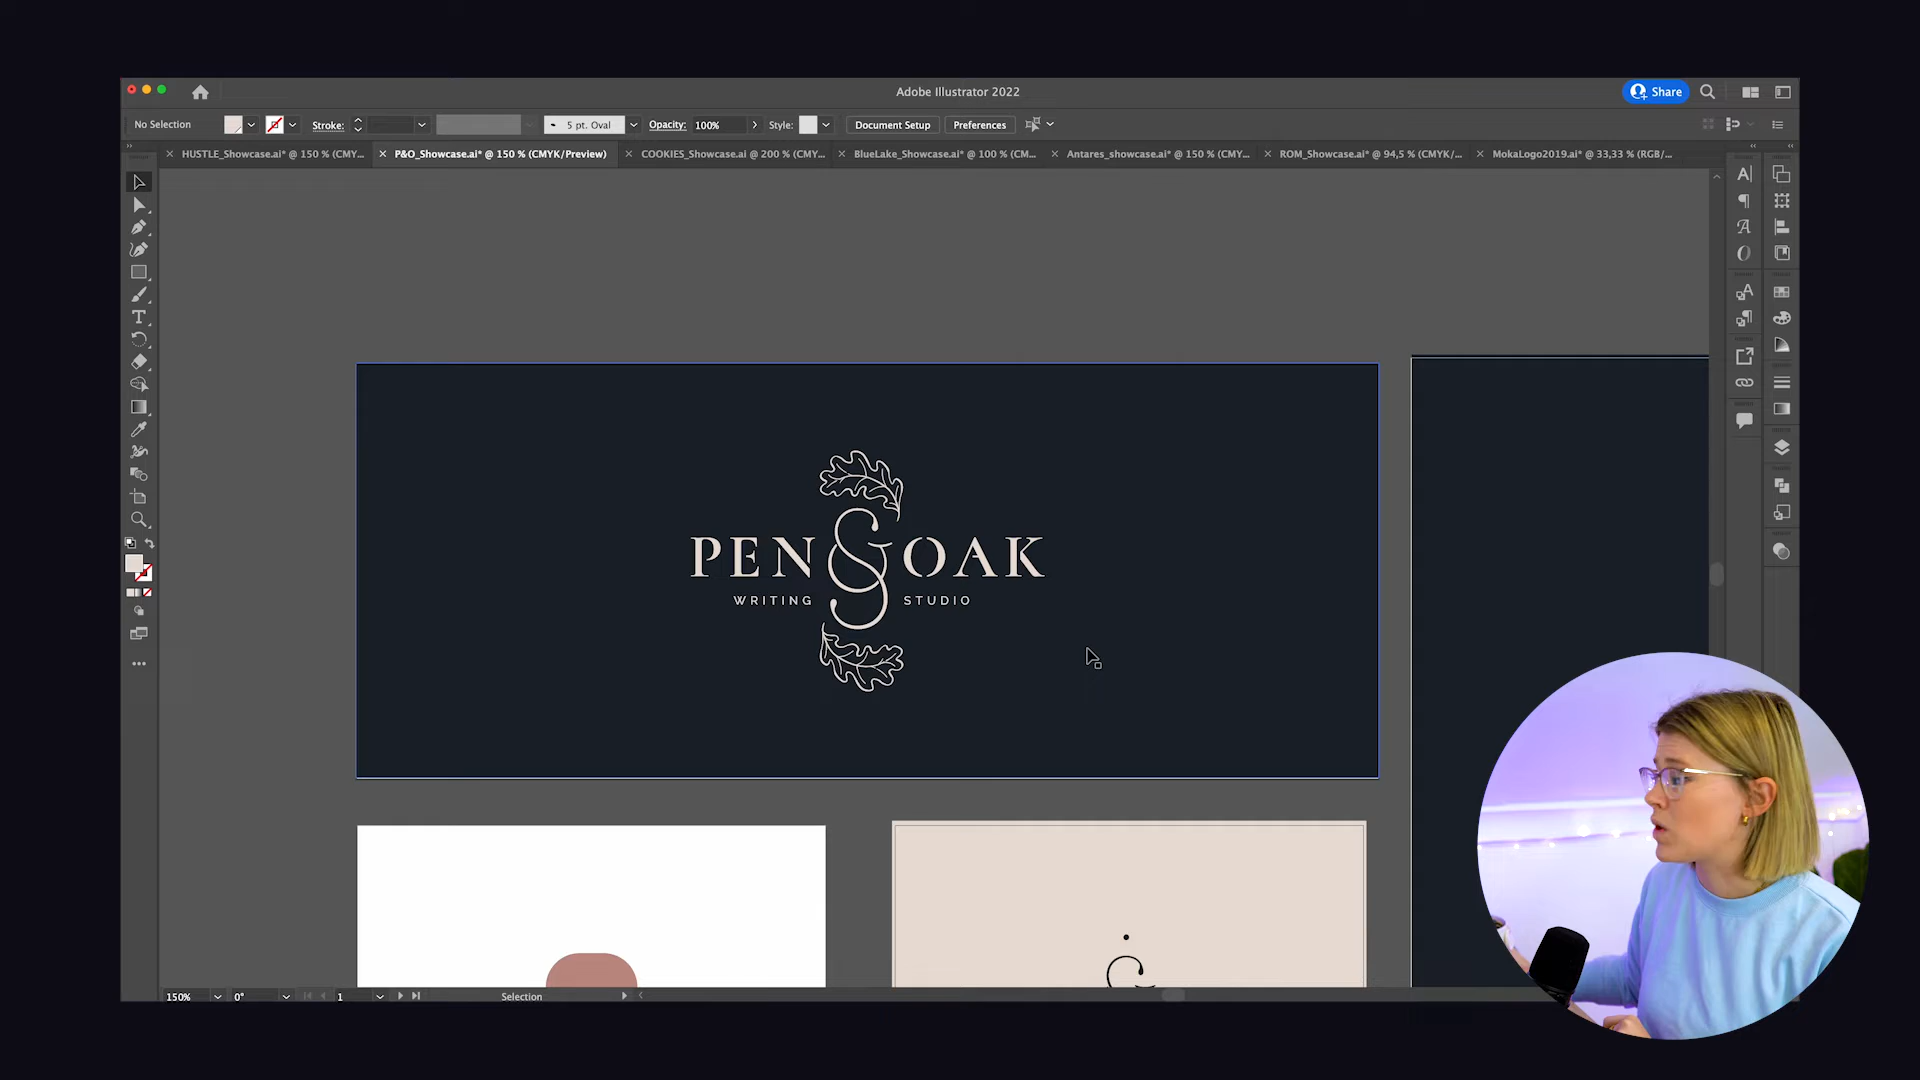 Adobe Illustrator 2022
Share
No Selection
Stroke:
5 pt. Oval
Opacity: 100%
Style:
Document Setup
Preferences
HUSTLE_Showcase.ai* @ 150 % (CMY...
P&O_Showcase.ai* @ 150 % (CMYK/Preview)
COOKIES_Showcase.ai @ 200 % (CMY...
BlueLake_Showcase.ai* @ 100 % (CM...
Antares_showcase.ai* @ 150 % (CMY...
ROM_Showcase.ai* @ 94,5 % (CMYK/...
MokaLogo2019.ai* @ 33,33 % (RGB/...
PEN & OAK
WRITING STUDIO
150%
0°
1
Selection